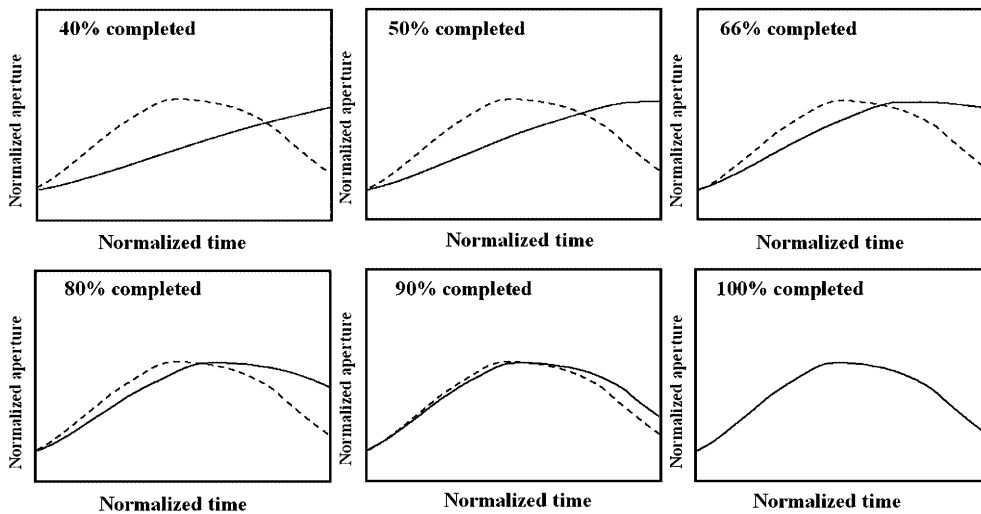 40% completed
Normalized aperture
Normalized time
50% completed
Normalized aperture
Normalized time
66% completed
Normalized aperture
Normalized time
80% completed
Normalized aperture
Normalized time
90% completed
Normalized aperture
Normalized time
100% completed
Normalized aperture
Normalized time